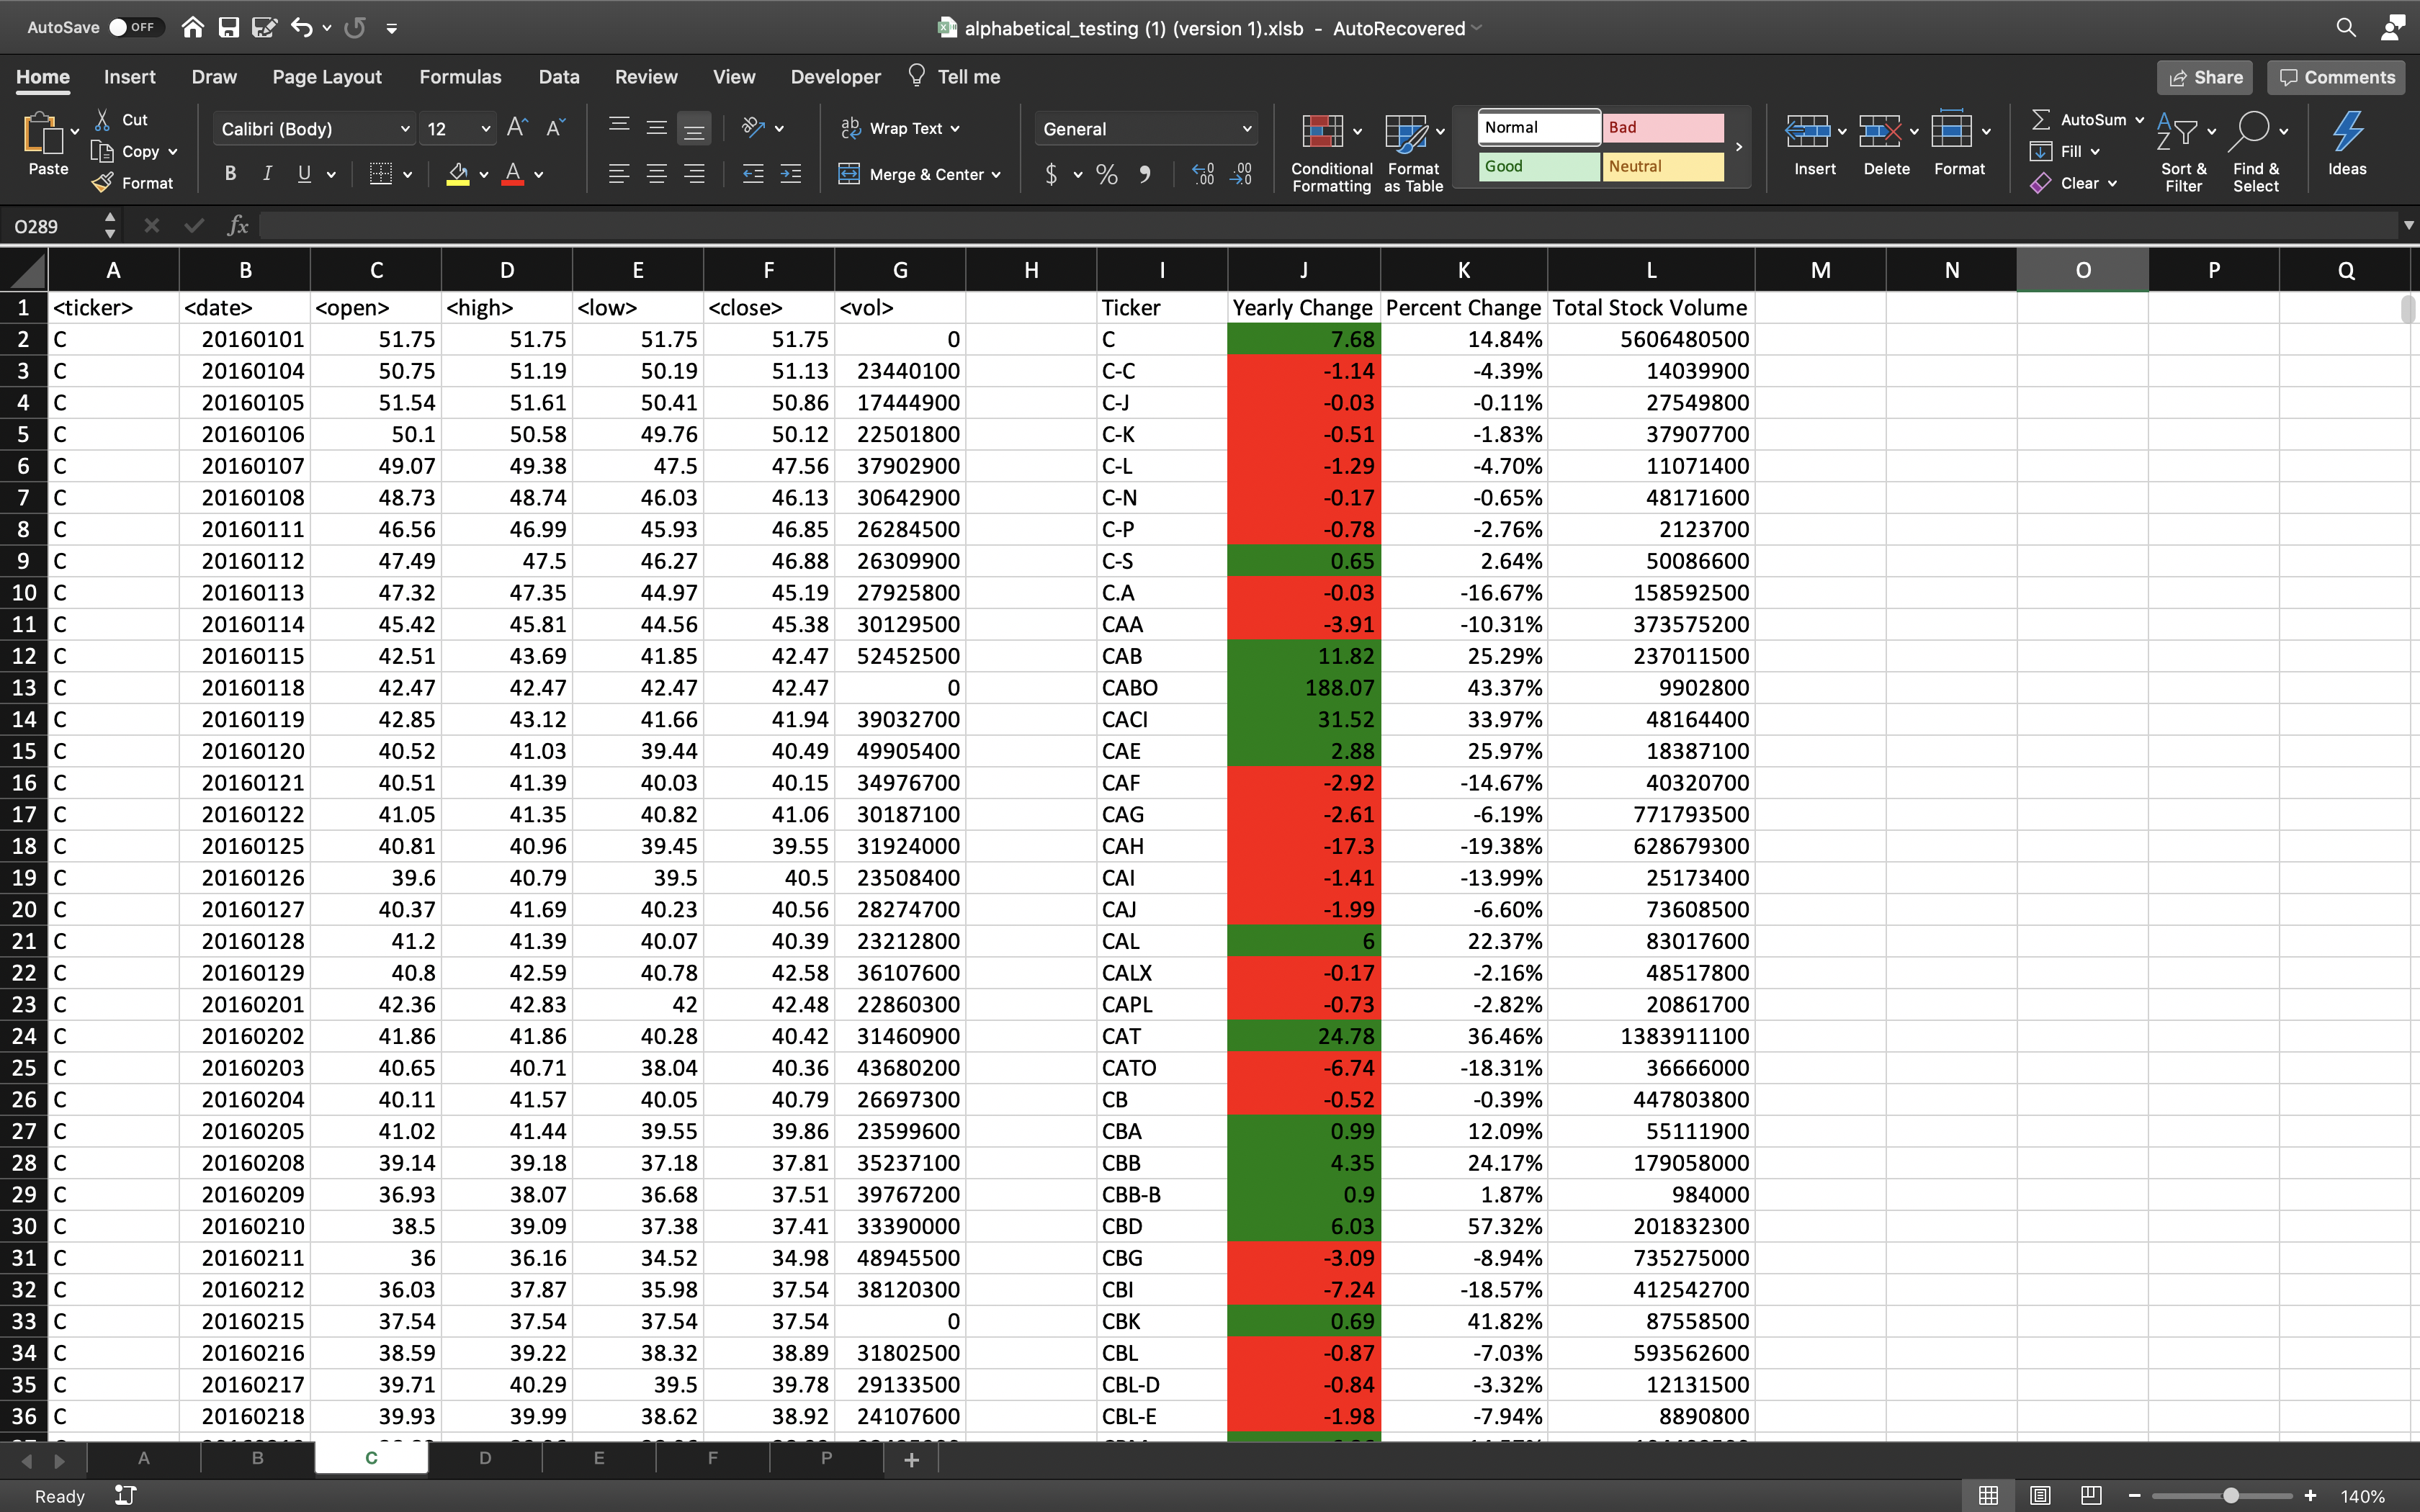 AutoSave OFF alphabetical_testing (1) (version 1).xlsb - AutoRecovered
Home Insert Draw Page Layout Formulas Data Review View Developer Tell me Share Comments
Cut
Copy
Format
Paste
Calibri (Body) 12
B I U
Wrap Text
Merge & Center
General
$ %
Conditional Formatting
Format as Table
Normal Bad
Good Neutral
Insert Delete Format
AutoSum
Fill
Clear
Sort & Filter
Find & Select
Ideas
O289 fx
A B C D E F G H I J K L M N O P Q
1 <ticker> <date> <open> <high> <low> <close> <vol> Ticker Yearly Change Percent Change Total Stock Volume
2 C 20160101 51.75 51.75 51.75 51.75 0 C 7.68 14.84% 5606480500
3 C 20160104 50.75 51.19 50.19 51.13 23440100 C-C -1.14 -4.39% 14039900
4 C 20160105 51.54 51.61 50.41 50.86 17444900 C-J -0.03 -0.11% 27549800
5 C 20160106 50.1 50.58 49.76 50.12 22501800 C-K -0.51 -1.83% 37907700
6 C 20160107 49.07 49.38 47.5 47.56 37902900 C-L -1.29 -4.70% 11071400
7 C 20160108 48.73 48.74 46.03 46.13 30642900 C-N -0.17 -0.65% 48171600
8 C 20160111 46.56 46.99 45.93 46.85 26284500 C-P -0.78 -2.76% 2123700
9 C 20160112 47.49 47.5 46.27 46.88 26309900 C-S 0.65 2.64% 50086600
10 C 20160113 47.32 47.35 44.97 45.19 27925800 C.A -0.03 -16.67% 158592500
11 C 20160114 45.42 45.81 44.56 45.38 30129500 CAA -3.91 -10.31% 373575200
12 C 20160115 42.51 43.69 41.85 42.47 52452500 CAB 11.82 25.29% 237011500
13 C 20160118 42.47 42.47 42.47 42.47 0 CABO 188.07 43.37% 9902800
14 C 20160119 42.85 43.12 41.66 41.94 39032700 CACI 31.52 33.97% 48164400
15 C 20160120 40.52 41.03 39.44 40.49 49905400 CAE 2.88 25.97% 18387100
16 C 20160121 40.51 41.39 40.03 40.15 34976700 CAF -2.92 -14.67% 40320700
17 C 20160122 41.05 41.35 40.82 41.06 30187100 CAG -2.61 -6.19% 771793500
18 C 20160125 40.81 40.96 39.45 39.55 31924000 CAH -17.3 -19.38% 628679300
19 C 20160126 39.6 40.79 39.5 40.5 23508400 CAI -1.41 -13.99% 25173400
20 C 20160127 40.37 41.69 40.23 40.56 28274700 CAJ -1.99 -6.60% 73608500
21 C 20160128 41.2 41.39 40.07 40.39 23212800 CAL 6 22.37% 83017600
22 C 20160129 40.8 42.59 40.78 42.58 36107600 CALX -0.17 -2.16% 48517800
23 C 20160201 42.36 42.83 42 42.48 22860300 CAPL -0.73 -2.82% 20861700
24 C 20160202 41.86 41.86 40.28 40.42 31460900 CAT 24.78 36.46% 1383911100
25 C 20160203 40.65 40.71 38.04 40.36 43680200 CATO -6.74 -18.31% 36666000
26 C 20160204 40.11 41.57 40.05 40.79 26697300 CB -0.52 -0.39% 447803800
27 C 20160205 41.02 41.44 39.55 39.86 23599600 CBA 0.99 12.09% 55111900
28 C 20160208 39.14 39.18 37.18 37.81 35237100 CBB 4.35 24.17% 179058000
29 C 20160209 36.93 38.07 36.68 37.51 39767200 CBB-B 0.9 1.87% 984000
30 C 20160210 38.5 39.09 37.38 37.41 33390000 CBD 6.03 57.32% 201832300
31 C 20160211 36 36.16 34.52 34.98 48945500 CBG -3.09 -8.94% 735275000
32 C 20160212 36.03 37.87 35.98 37.54 38120300 CBI -7.24 -18.57% 412542700
33 C 20160215 37.54 37.54 37.54 37.54 0 CBK 0.69 41.82% 87558500
34 C 20160216 38.59 39.22 38.32 38.89 31802500 CBL -0.87 -7.03% 593562600
35 C 20160217 39.71 40.29 39.5 39.78 29133500 CBL-D -0.84 -3.32% 12131500
36 C 20160218 39.93 39.99 38.62 38.92 24107600 CBL-E -1.98 -7.94% 8890800
A B C D E F P +
Ready 140%